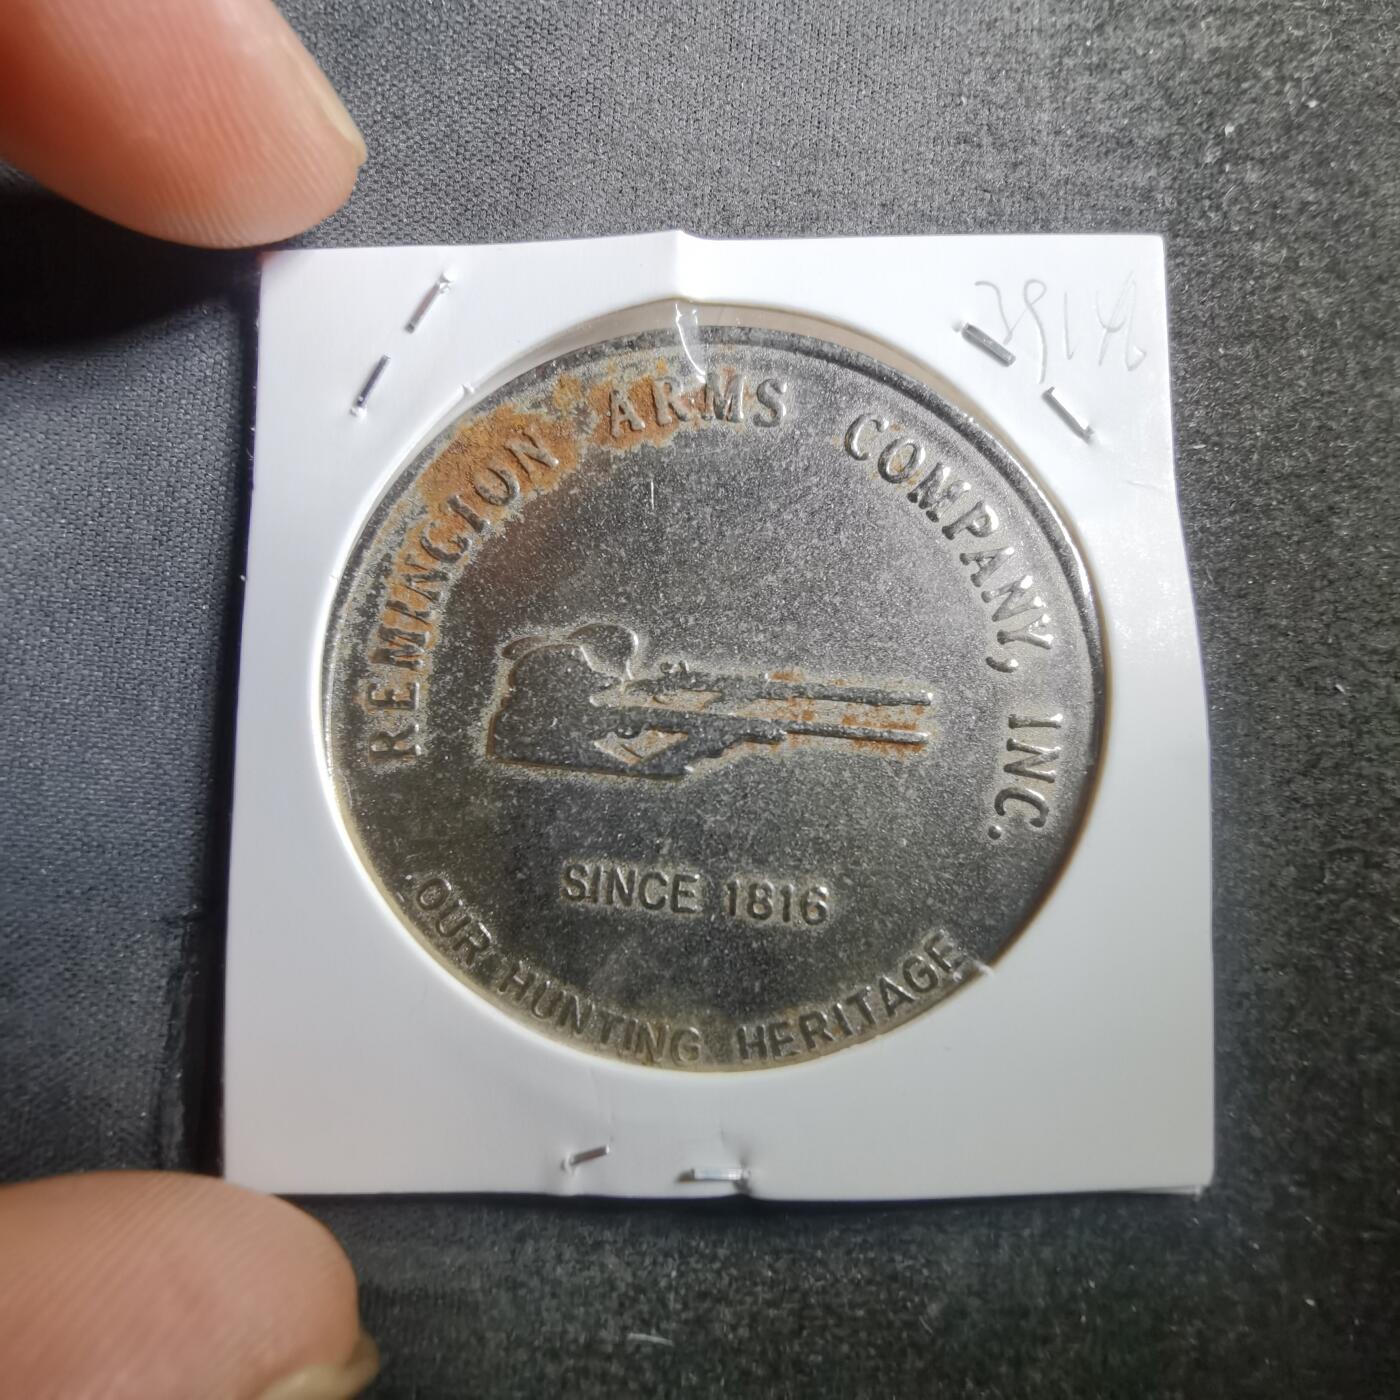 REMINGTON ARMS COMPANY, INC.
SINCE 1816
OUR HUNTING HERITAGE